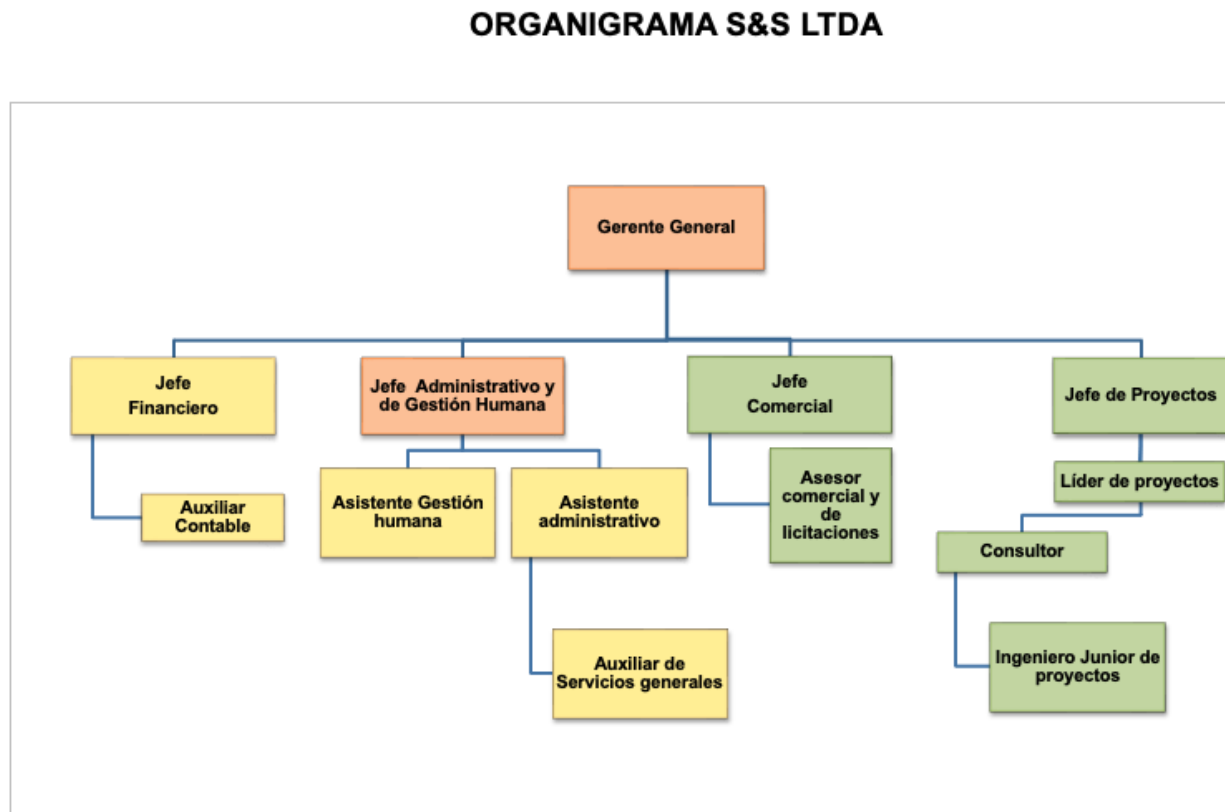 ORGANIGRAMA S&S LTDA
Gerente General
Jefe
Financiero
Jefe Administrativo y
de Gestión Humana
Jefe
Comercial
Jefe de Proyectos
Auxiliar
Contable
Asistente Gestión
humana
Asistente
administrativo
Asesor
comercial y
de
licitaciones
Líder de proyectos
Consultor
Auxiliar de
Servicios generales
Ingeniero Junior de
proyectos